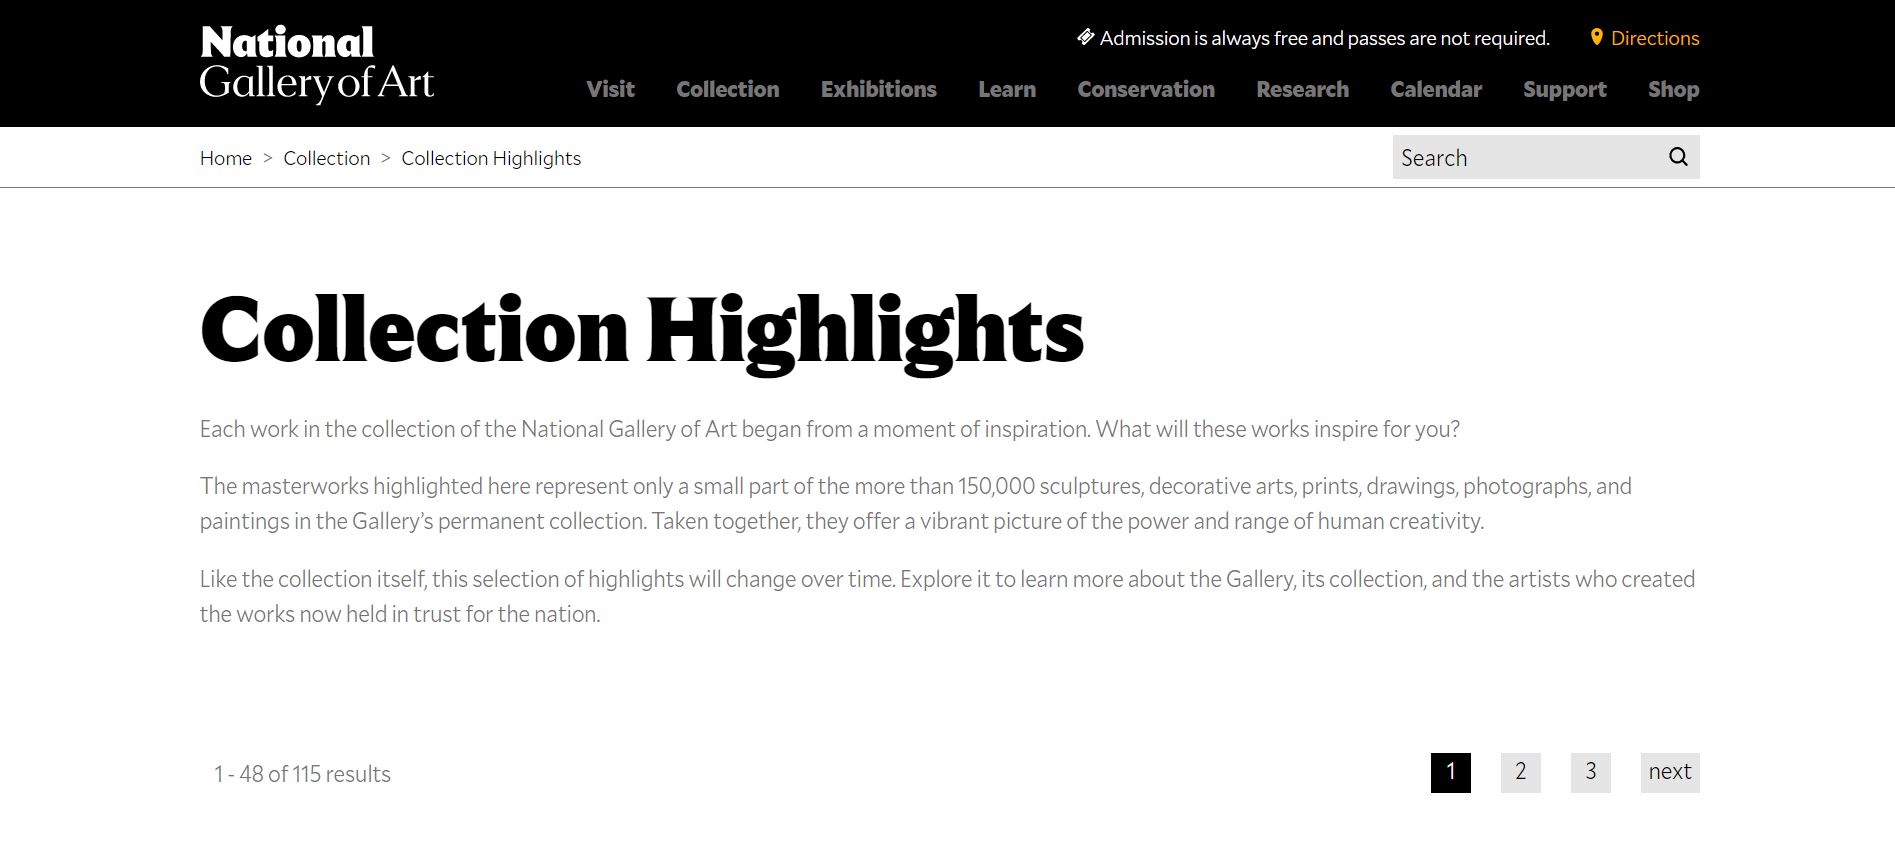 National
Gallery of Art
Admission is always free and passes are not required.
Directions
Visit Collection Exhibitions Learn Conservation Research Calendar Support Shop
Home > Collection > Collection Highlights
Search
Collection Highlights
Each work in the collection of the National Gallery of Art began from a moment of inspiration. What will these works inspire for you?
The masterworks highlighted here represent only a small part of the more than 150,000 sculptures, decorative arts, prints, drawings, photographs, and
paintings in the Gallery’s permanent collection. Taken together, they offer a vibrant picture of the power and range of human creativity.
Like the collection itself, this selection of highlights will change over time. Explore it to learn more about the Gallery, its collection, and the artists who created
the works now held in trust for the nation.
1 - 48 of 115 results
1 2 3 next